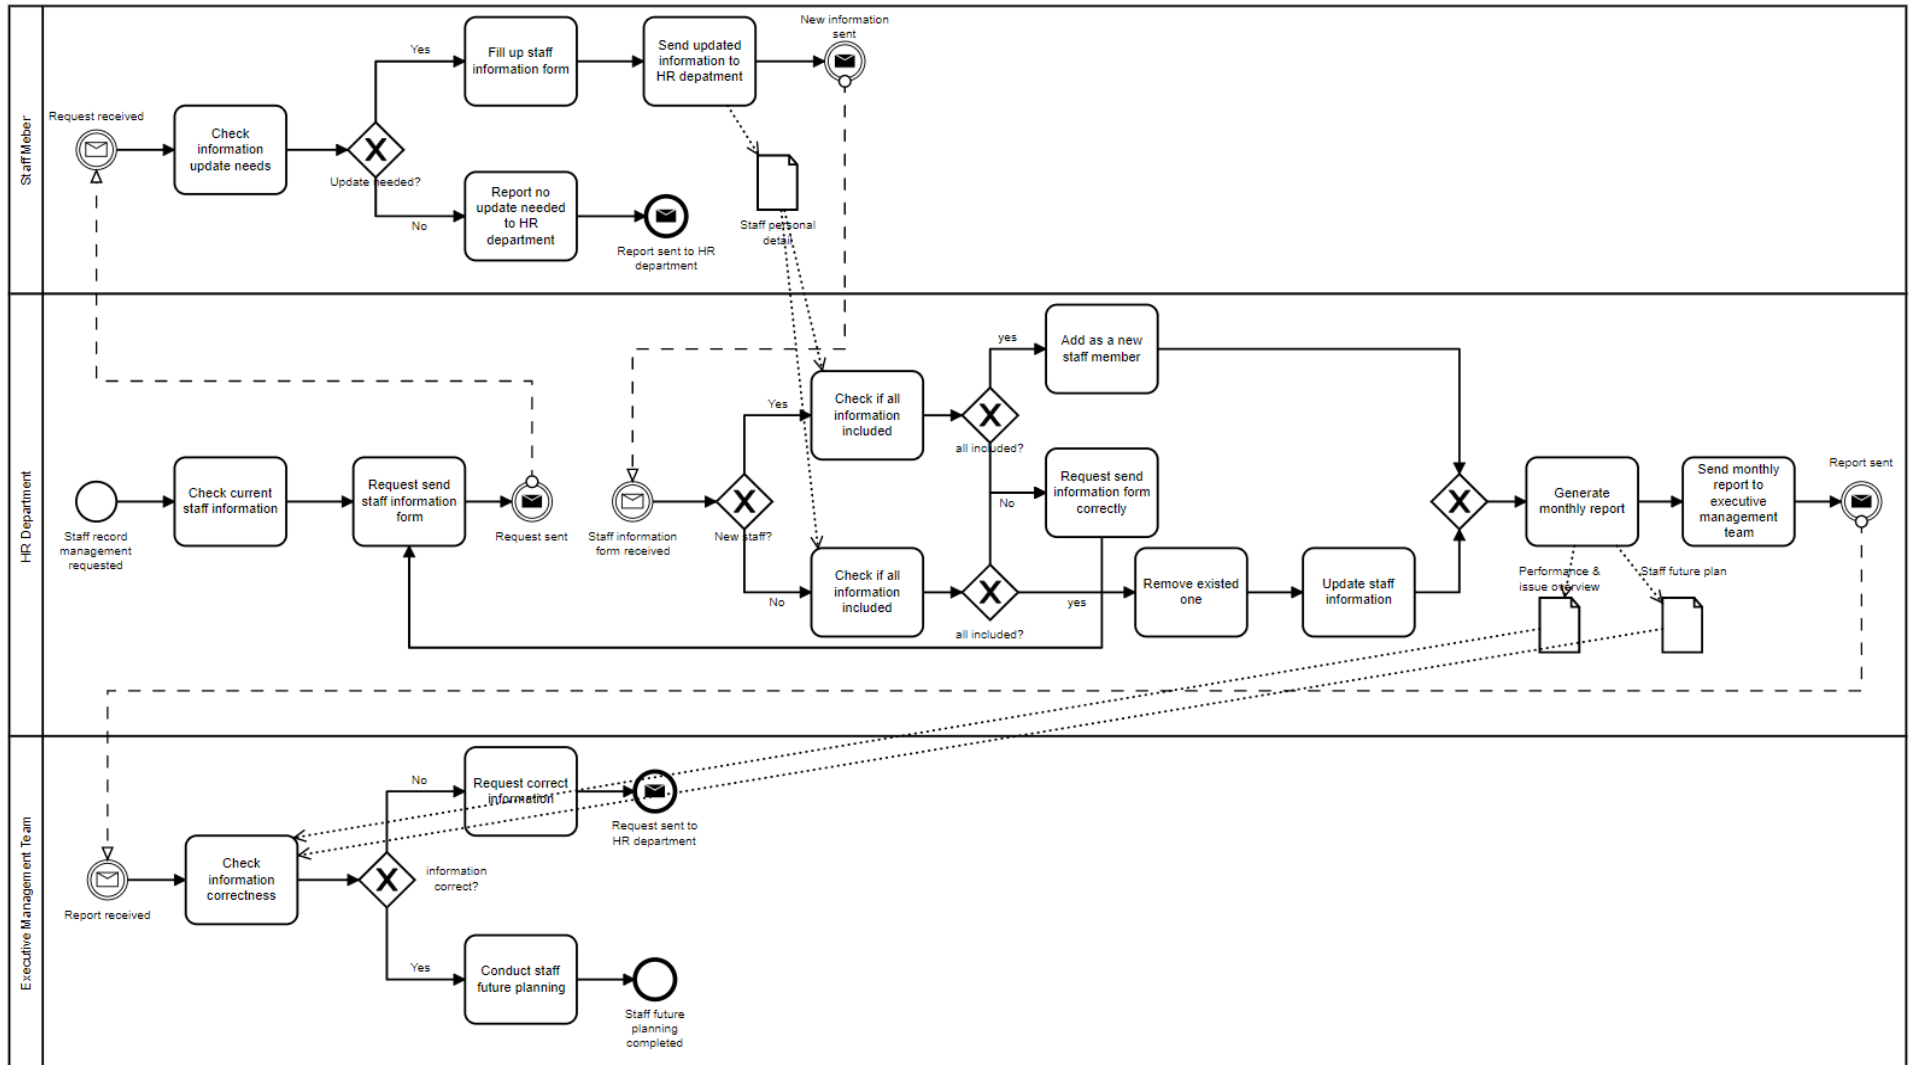 Staff Meber
Request received
Check
information
update needs
Update needed?
Yes
No
Fill up staff
information form
Send updated
information to
HR depatment
New information
sent
Report no
update needed
to HR
department
Report sent to HR
department
Staff personal
detail
HR Department
Staff record
management
requested
Check current
staff information
Request send
staff information
form
Request sent
Staff information
form received
New staff?
Yes
No
Check if all
information
included
all included?
yes
Add as a new
staff member
No
Request send
information form
correctly
Check if all
information
included
all included?
yes
Remove existed
one
Update staff
information
Generate
monthly report
Send monthly
report to
executive
management
team
Report sent
Performance &
issue overview
Staff future plan
Executive Management Team
Report received
Check
information
correctness
information
correct?
No
Request correct
information
Request sent to
HR department
Yes
Conduct staff
future planning
Staff future
planning
completed